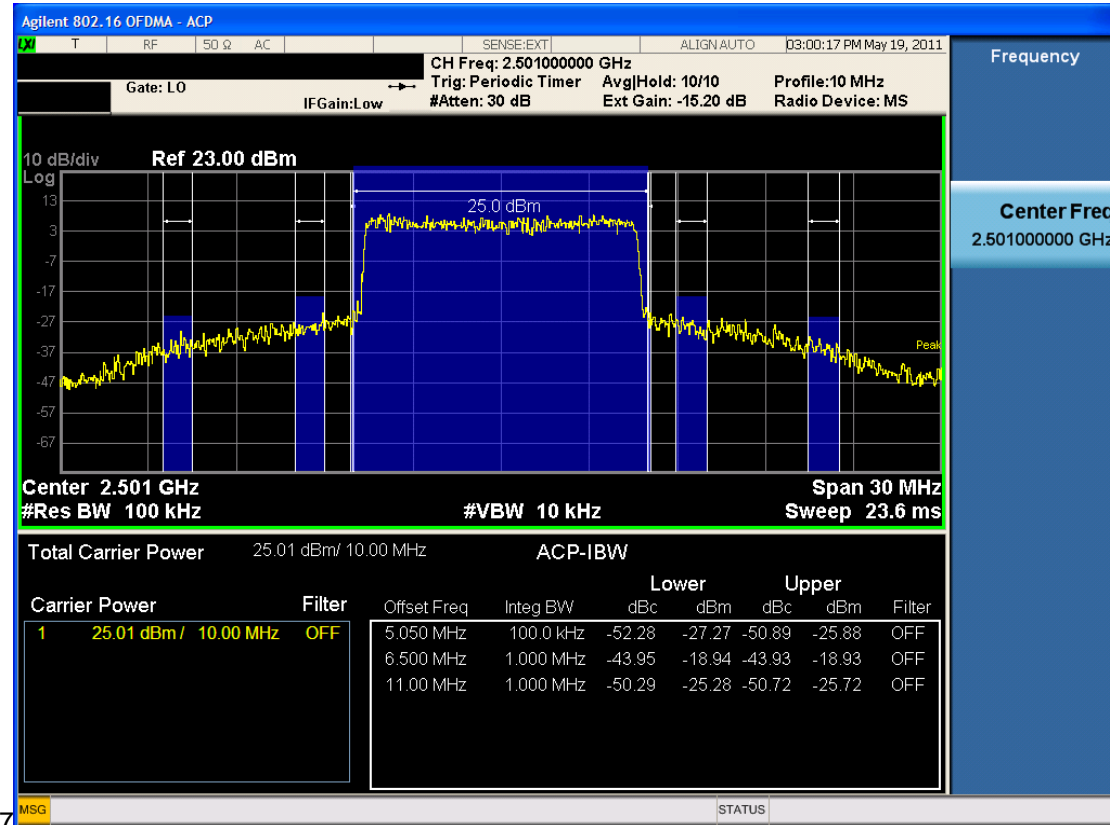 Agilent 802.16 OFDMA - ACP
LXI T RF 50 Ω AC SENSE:EXT ALIGN AUTO 03:00:17 PM May 19, 2011
CH Freq: 2.501000000 GHz
Gate: LO Trig: Periodic Timer Avg|Hold: 10/10 Profile:10 MHz
IFGain:Low #Atten: 30 dB Ext Gain: -15.20 dB Radio Device: MS
Frequency
Center Freq
2.501000000 GHz
10 dB/div Ref 23.00 dBm
Log
13
3
-7
-17
-27
-37
-47
-57
-67
25.0 dBm
Peak
Center 2.501 GHz Span 30 MHz
#Res BW 100 kHz #VBW 10 kHz Sweep 23.6 ms
Total Carrier Power 25.01 dBm/ 10.00 MHz ACP-IBW
Lower Upper
Carrier Power Filter Offset Freq Integ BW dBc dBm dBc dBm Filter
1 25.01 dBm / 10.00 MHz OFF 5.050 MHz 100.0 kHz -52.28 -27.27 -50.89 -25.88 OFF
6.500 MHz 1.000 MHz -43.95 -18.94 -43.93 -18.93 OFF
11.00 MHz 1.000 MHz -50.29 -25.28 -50.72 -25.72 OFF
7 MSG STATUS